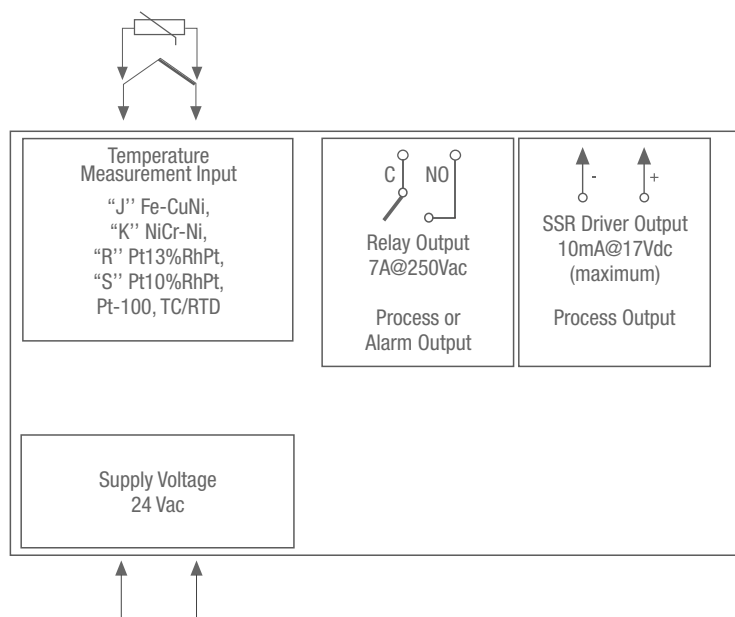 Temperature
Measurement Input
“J’’ Fe-CuNi,
“K’’ NiCr-Ni,
“R’’ Pt13%RhPt,
“S’’ Pt10%RhPt,
Pt-100, TC/RTD
C NO
Relay Output
7A@250Vac
Process or
Alarm Output
- +
SSR Driver Output
10mA@17Vdc
(maximum)
Process Output
Supply Voltage
24 Vac